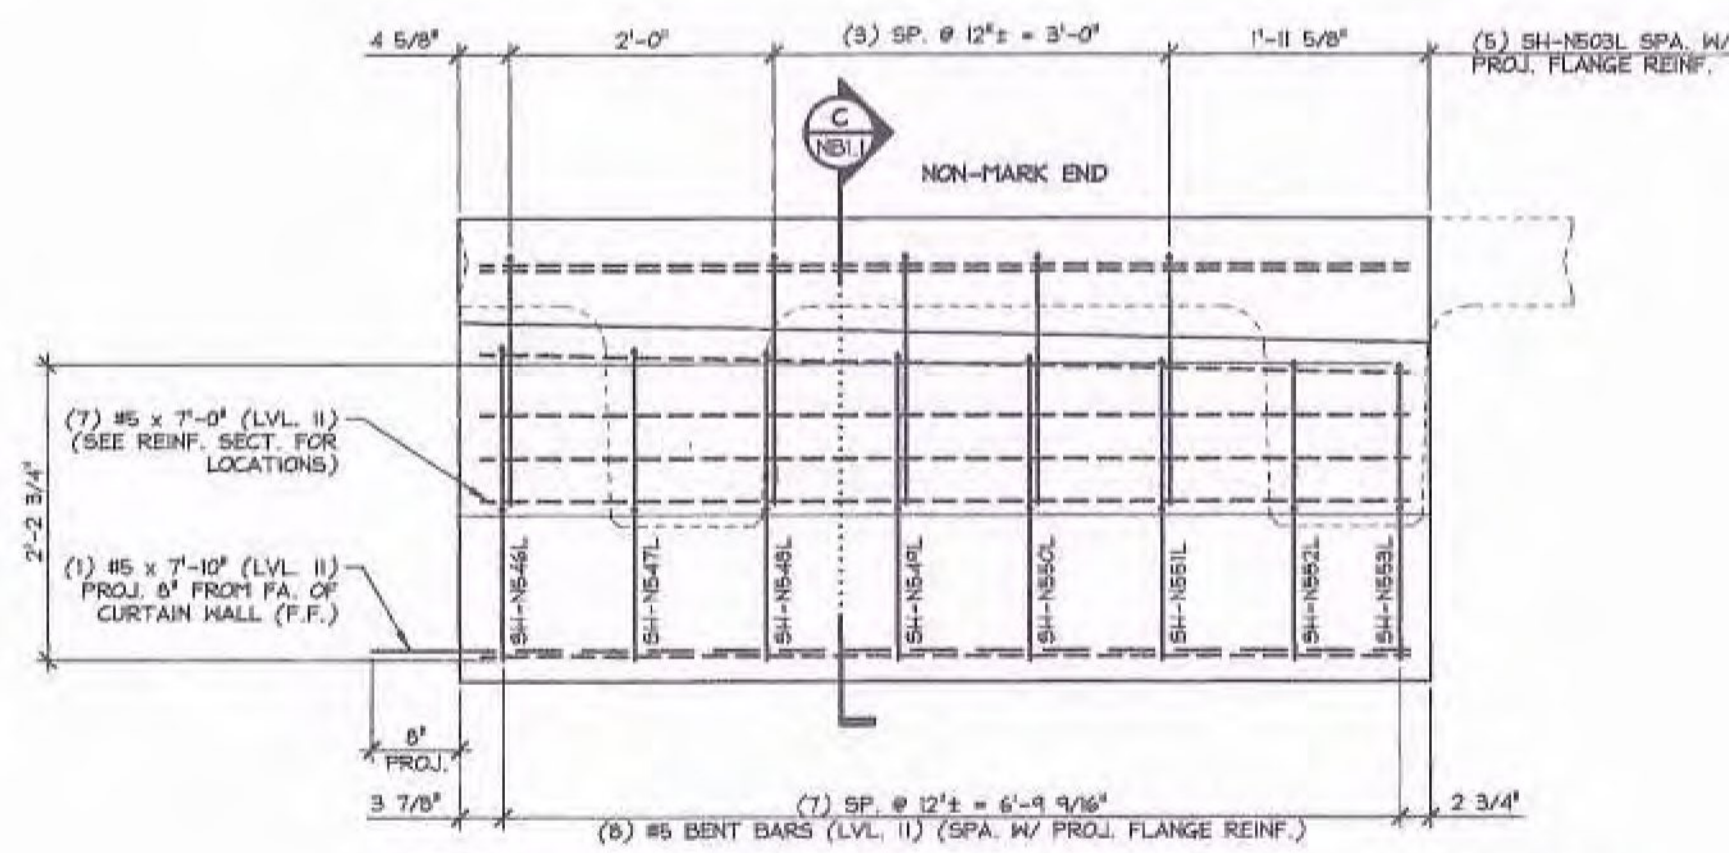 4 5/8"
2'-0"
(3) SP. @ 12"± = 3'-0"
1'-11 5/8"
(5) SH-N503L SPA. W/
PROJ. FLANGE REINF.
C
NB1.1
NON-MARK END
(7) #5 x 7'-0" (LVL. II)
(SEE REINF. SECT. FOR
LOCATIONS)
2'-2 3/4"
(1) #5 x 7'-10" (LVL. II)
PROJ. 8" FROM FA. OF
CURTAIN WALL (F.F.)
SH-N546L
SH-N547L
SH-N548L
SH-N549L
SH-N550L
SH-N551L
SH-N552L
SH-N553L
8"
PROJ.
3 7/8"
(7) SP. @ 12"± = 6'-9 9/16"
2 3/4"
(8) #5 BENT BARS (LVL. II) (SPA. W/ PROJ. FLANGE REINF.)